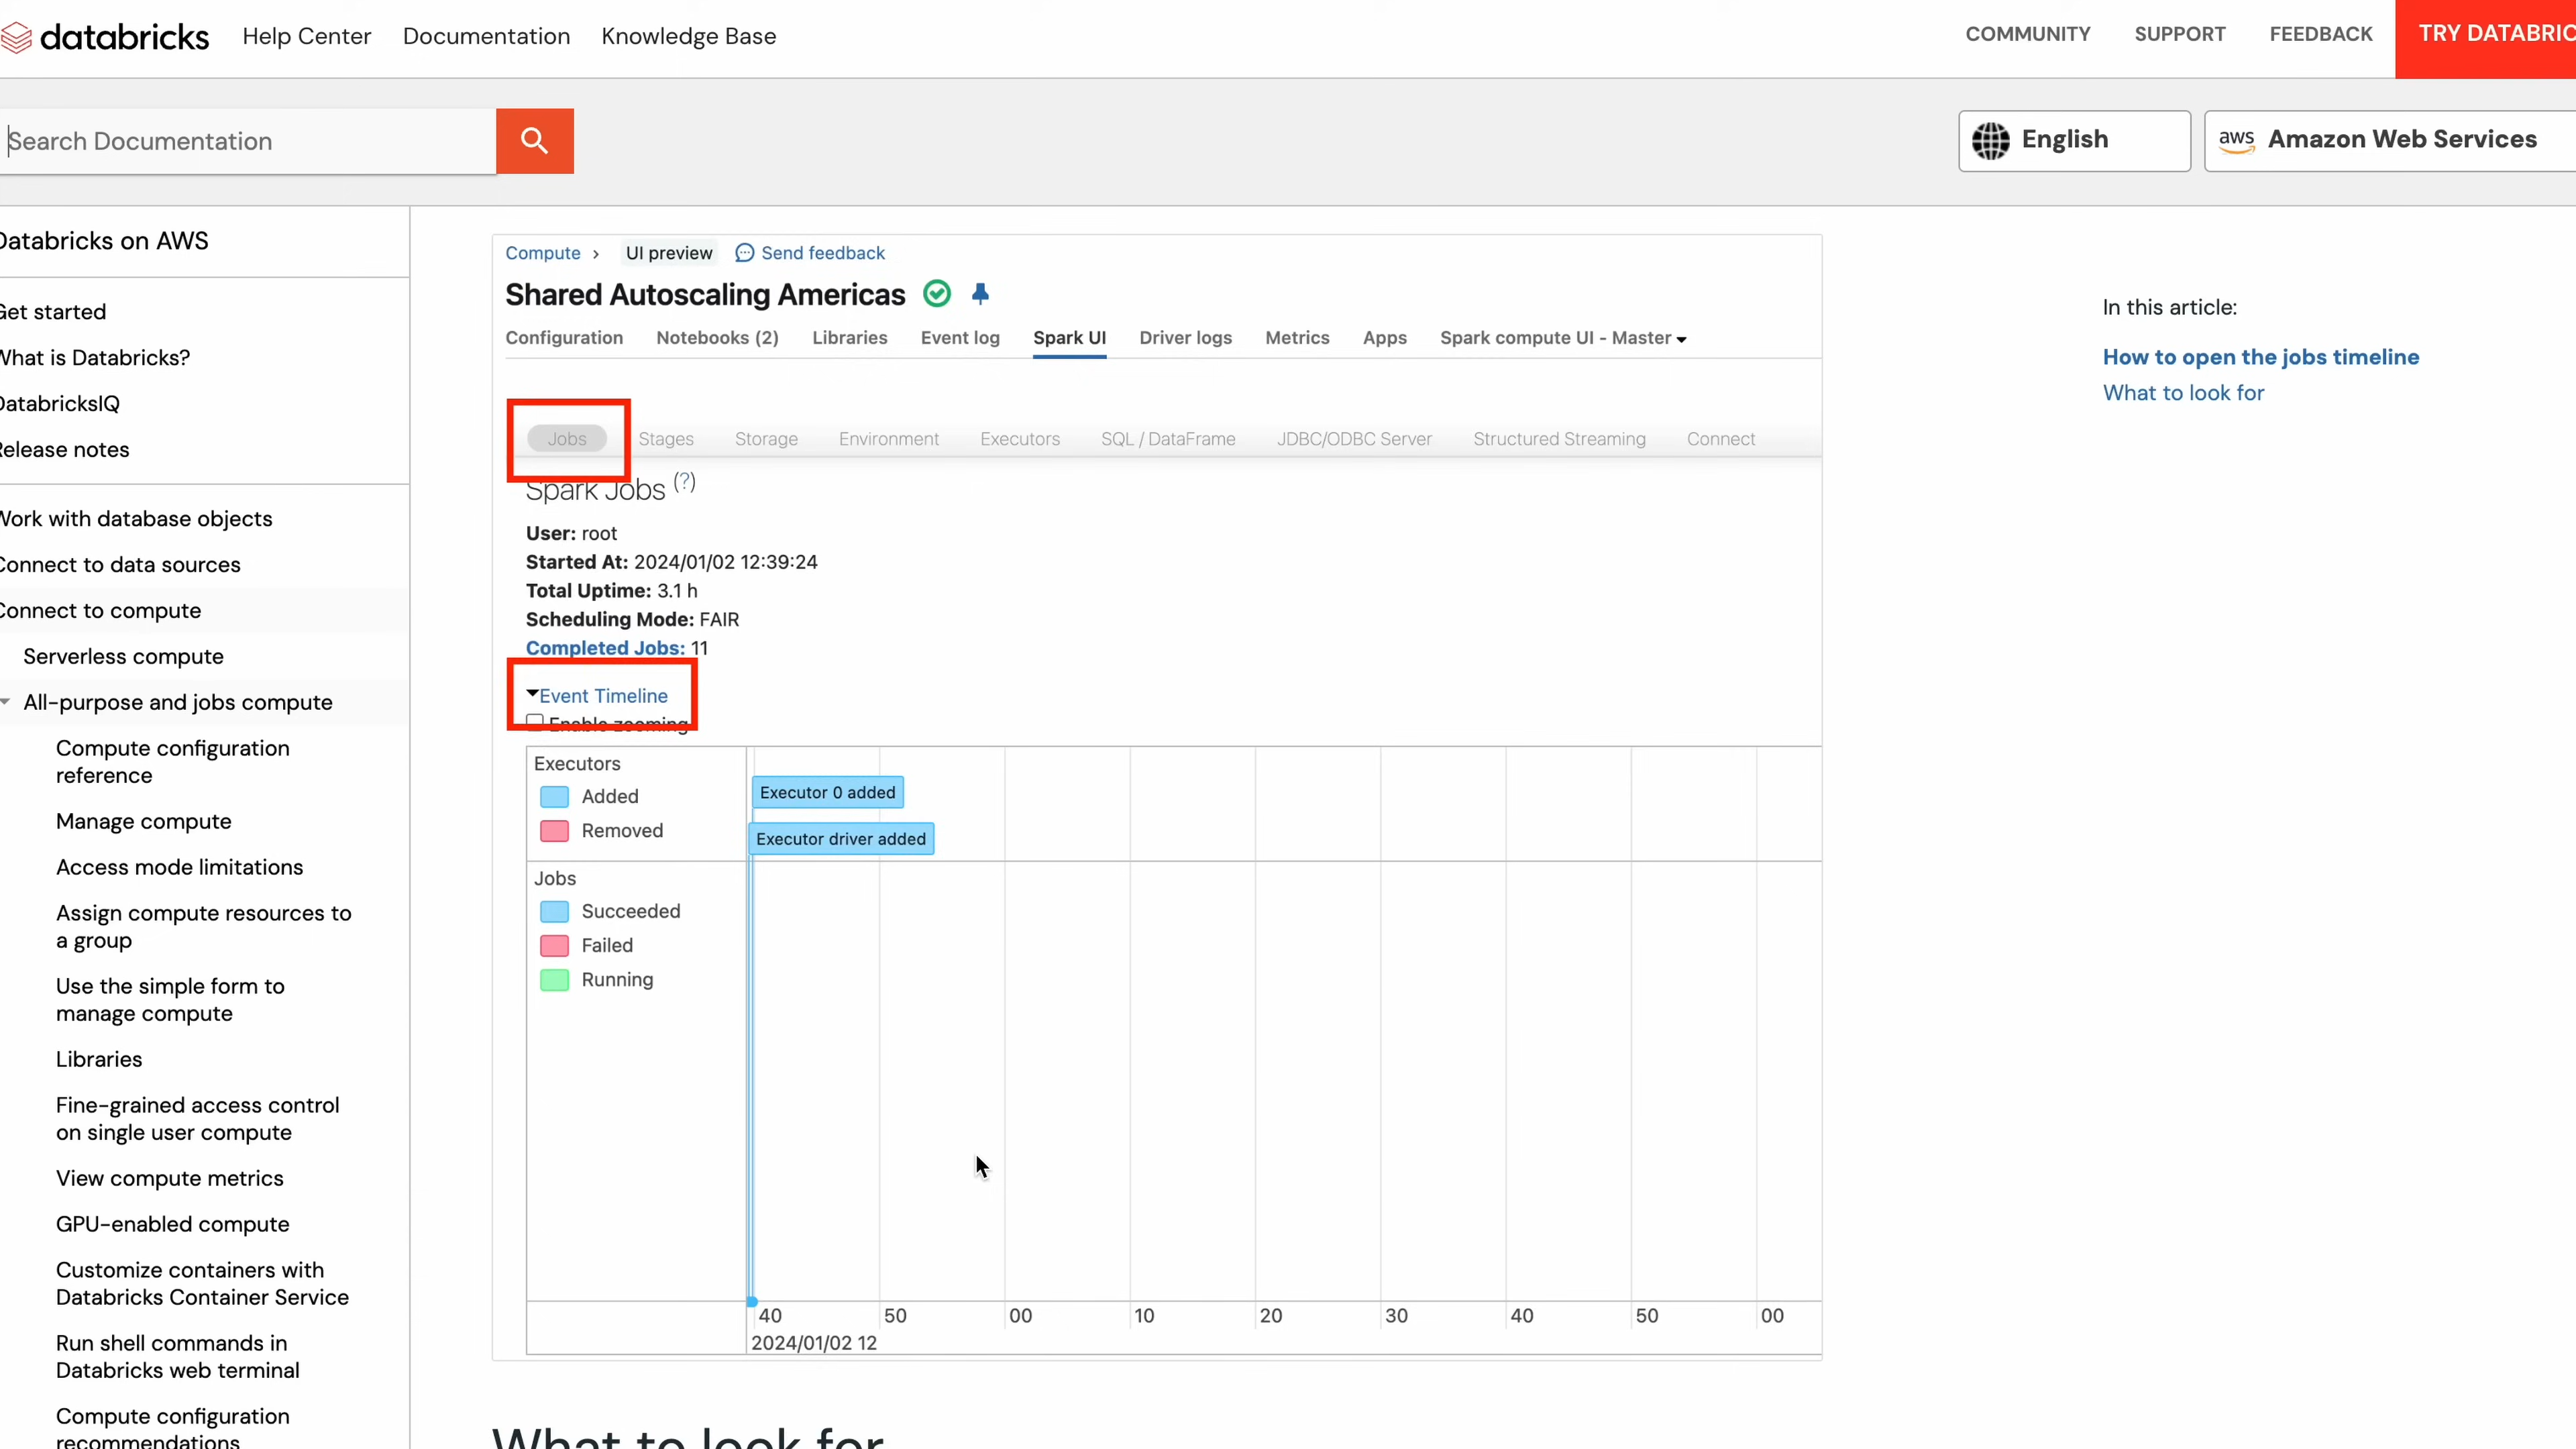 databricks
Help Center
Documentation
Knowledge Base
COMMUNITY
SUPPORT
FEEDBACK
TRY DATABRIC
Search Documentation
English
aws Amazon Web Services
Databricks on AWS
Get started
What is Databricks?
DatabricksIQ
Release notes
Work with database objects
Connect to data sources
Connect to compute
Serverless compute
All-purpose and jobs compute
Compute configuration
reference
Manage compute
Access mode limitations
Assign compute resources to
a group
Use the simple form to
manage compute
Libraries
Fine-grained access control
on single user compute
View compute metrics
GPU-enabled compute
Customize containers with
Databricks Container Service
Run shell commands in
Databricks web terminal
Compute configuration
recommendations
Compute › UI preview Send feedback
Shared Autoscaling Americas
Configuration Notebooks (2) Libraries Event log Spark UI Driver logs Metrics Apps Spark compute UI - Master
Jobs Stages Storage Environment Executors SQL / DataFrame JDBC/ODBC Server Structured Streaming Connect
Spark Jobs (?)
User: root
Started At: 2024/01/02 12:39:24
Total Uptime: 3.1 h
Scheduling Mode: FAIR
Completed Jobs: 11
Event Timeline
Enable zooming
Executors
Added
Removed
Executor 0 added
Executor driver added
Jobs
Succeeded
Failed
Running
40 50 00 10 20 30 40 50 00
2024/01/02 12
What to look for
In this article:
How to open the jobs timeline
What to look for